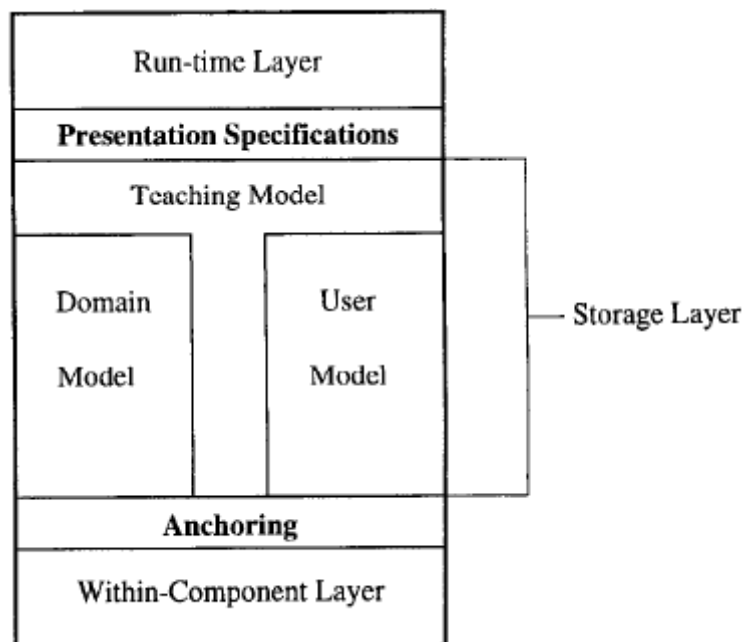 Run-time Layer
Presentation Specifications
Teaching Model
Domain
Model
User
Model
Storage Layer
Anchoring
Within-Component Layer